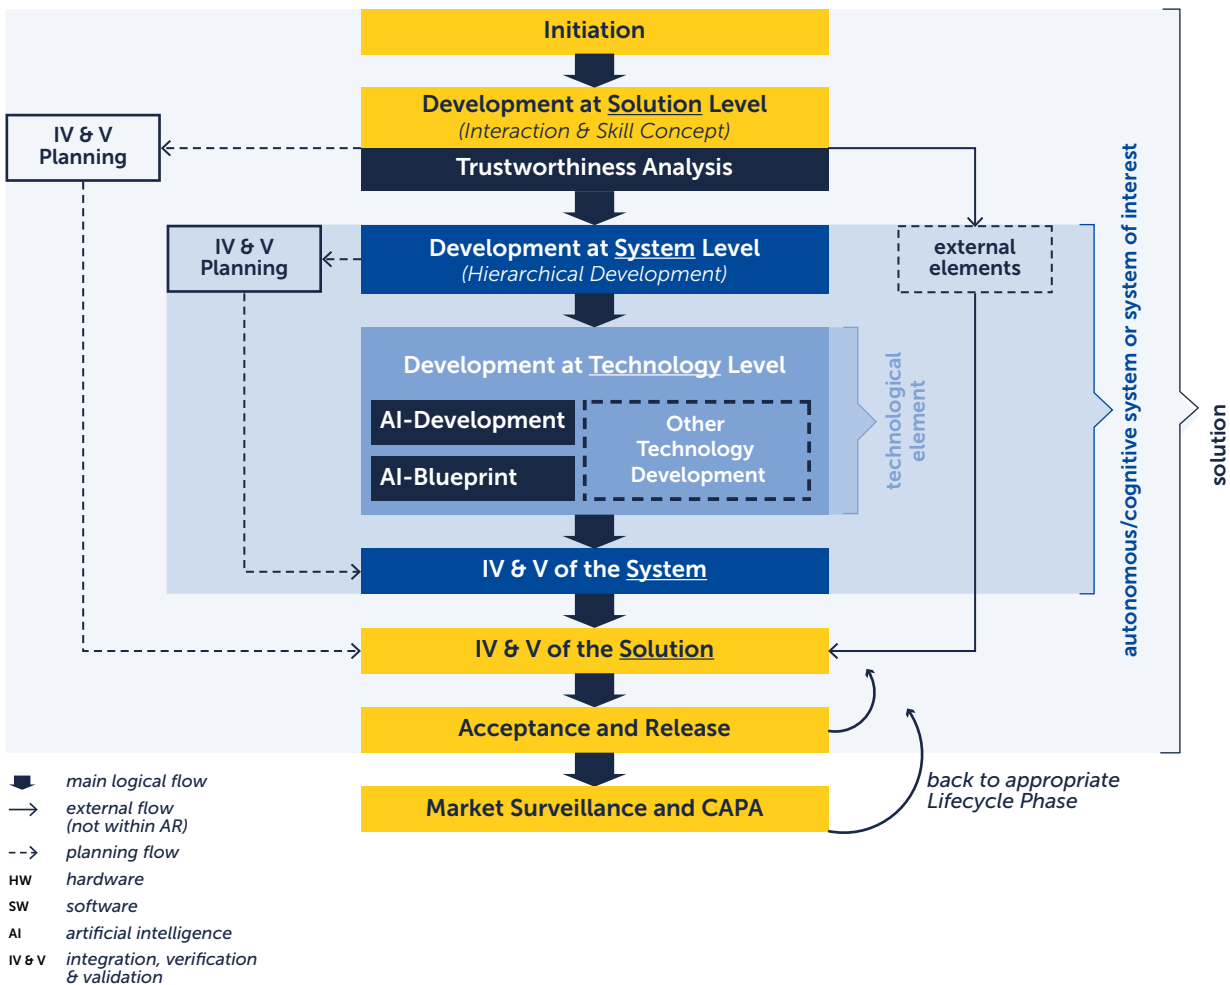 Initiation
Development at Solution Level
(Interaction & Skill Concept)
Trustworthiness Analysis
IV & V
Planning
IV & V
Planning
Development at System Level
(Hierarchical Development)
external
elements
Development at Technology Level
AI-Development
AI-Blueprint
Other
Technology
Development
technological
element
autonomous/cognitive system or system of interest
solution
IV & V of the System
IV & V of the Solution
Acceptance and Release
Market Surveillance and CAPA
back to appropriate
Lifecycle Phase
main logical flow
external flow
(not within AR)
planning flow
HW hardware
SW software
AI artificial intelligence
IV & V integration, verification
& validation